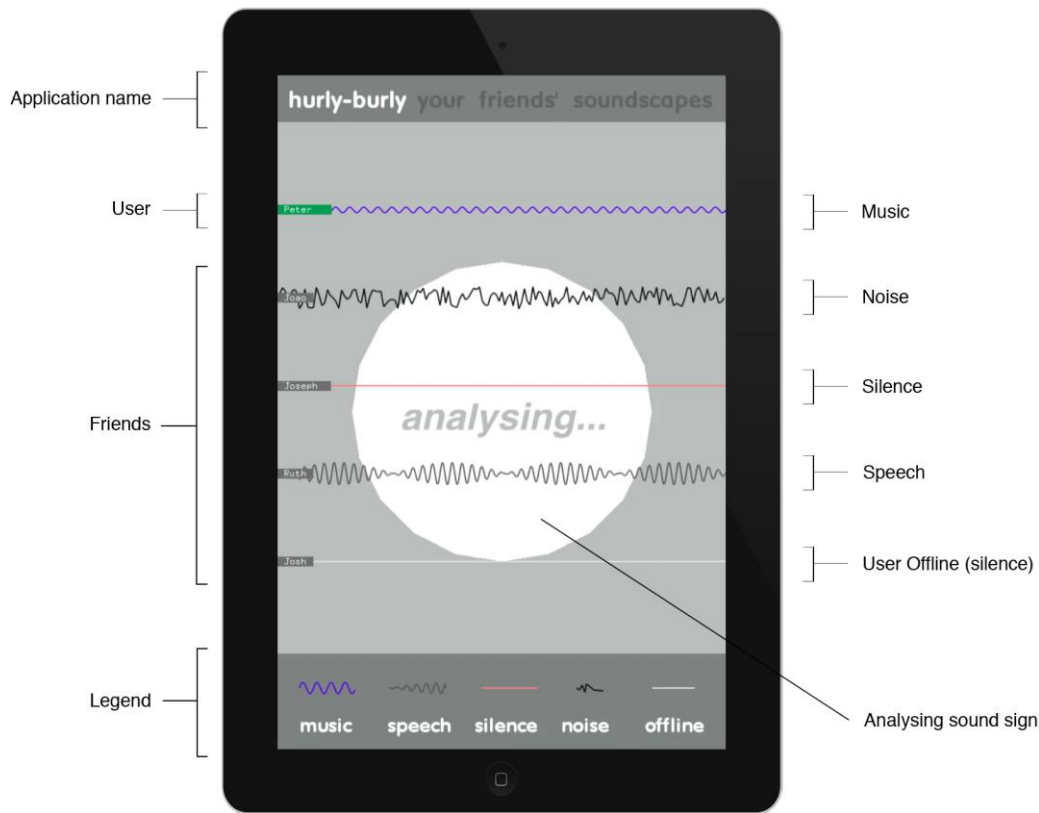 Application name
hurly-burly your friends' soundscapes
User
Peter
Music
Joao
Noise
Joseph
Silence
Friends
analysing...
Ruth
Speech
Josh
User Offline (silence)
Legend
music speech silence noise offline
Analysing sound sign